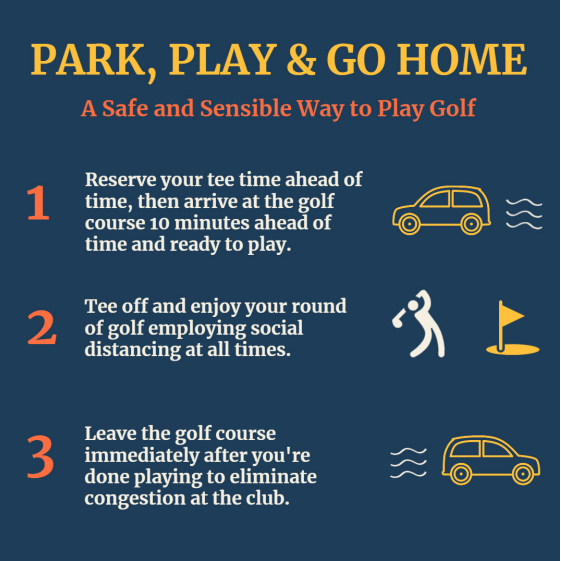 PARK, PLAY & GO HOME
A Safe and Sensible Way to Play Golf
1
Reserve your tee time ahead of
time, then arrive at the golf
course 10 minutes ahead of
time and ready to play.
2
Tee off and enjoy your round
of golf employing social
distancing at all times.
3
Leave the golf course
immediately after you're
done playing to eliminate
congestion at the club.